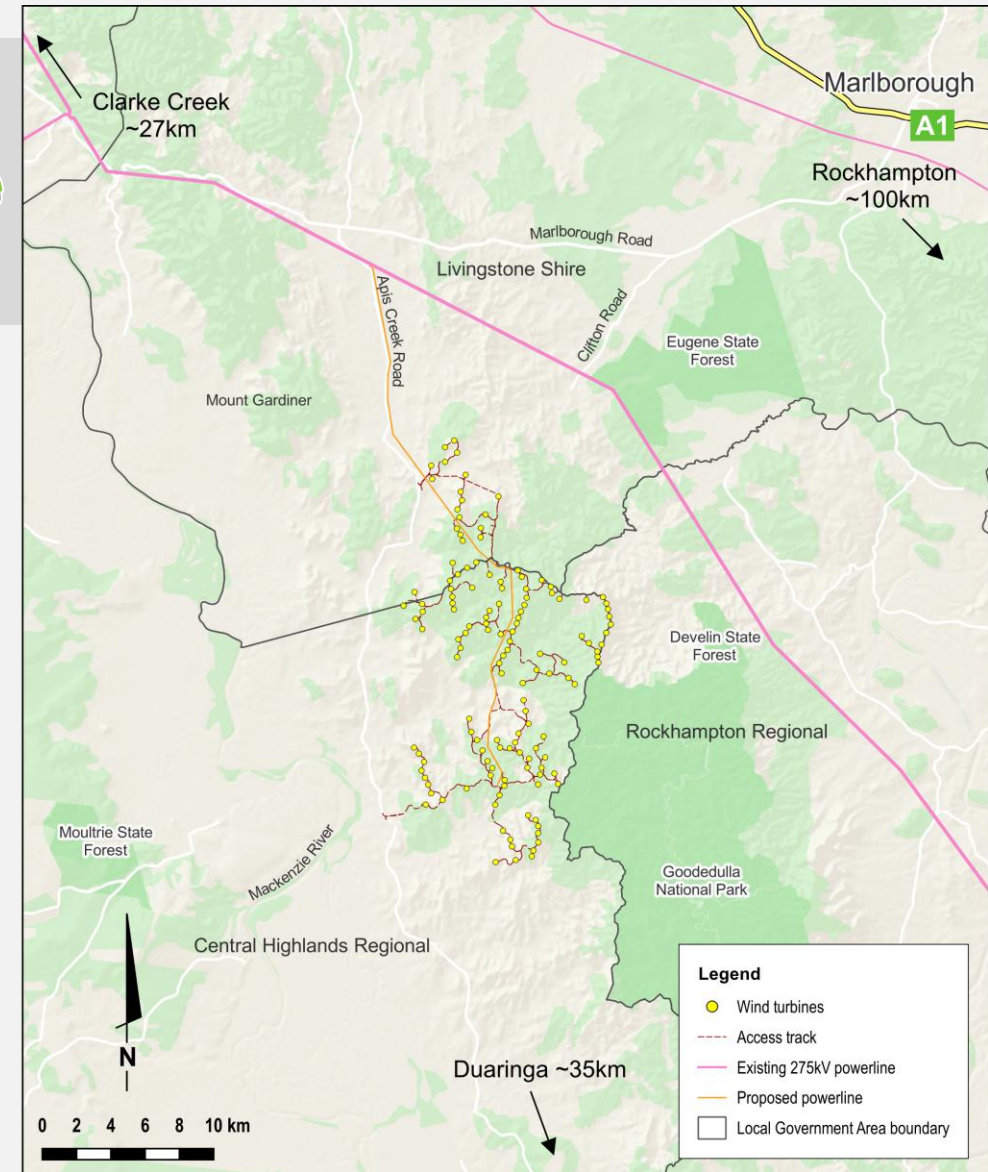 Clarke Creek
~27km
Marlborough
A1
Rockhampton
~100km
Marlborough Road
Livingstone Shire
Apis Creek Road
Clifton Road
Eugene State
Forest
Mount Gardiner
Develin State
Forest
Rockhampton Regional
Moultrie State
Forest
Mackenzie River
Goodedulla
National Park
Central Highlands Regional
N
Duaringa ~35km
0 2 4 6 8 10 km
Legend
Wind turbines
Access track
Existing 275kV powerline
Proposed powerline
Local Government Area boundary